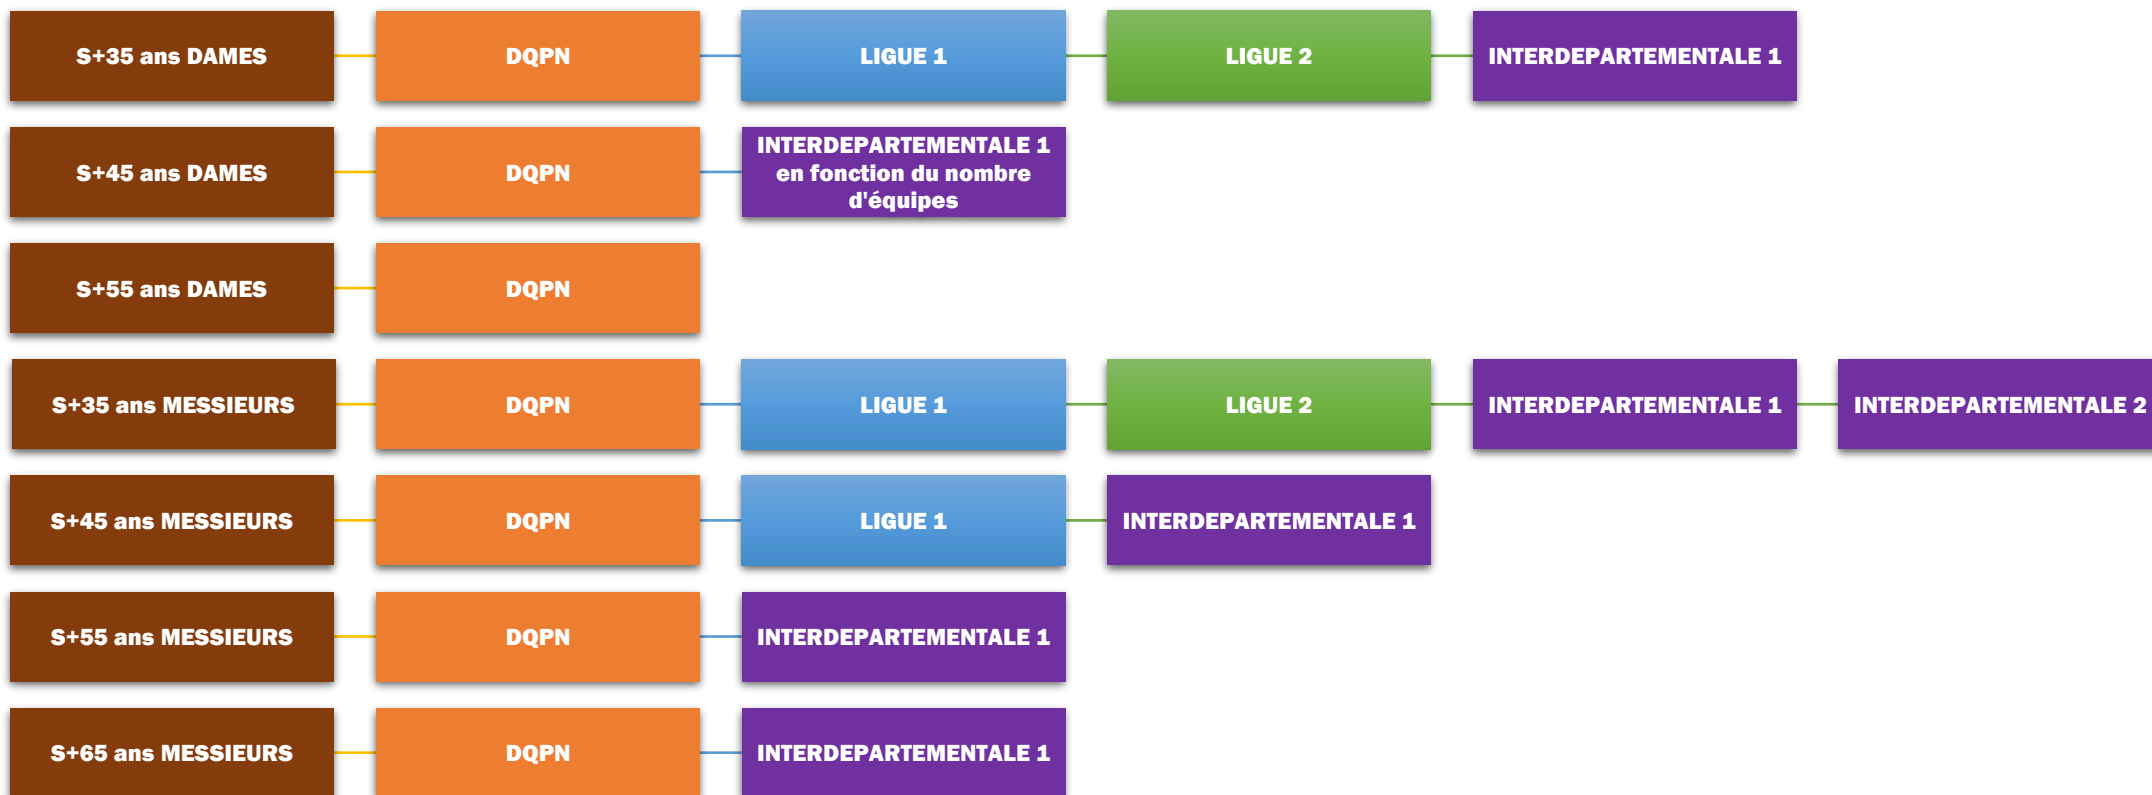 S+35 ans DAMES
DQPN
LIGUE 1
LIGUE 2
INTERDEPARTEMENTALE 1
S+45 ans DAMES
DQPN
INTERDEPARTEMENTALE 1
en fonction du nombre
d'équipes
S+55 ans DAMES
DQPN
S+35 ans MESSIEURS
DQPN
LIGUE 1
LIGUE 2
INTERDEPARTEMENTALE 1
INTERDEPARTEMENTALE 2
S+45 ans MESSIEURS
DQPN
LIGUE 1
INTERDEPARTEMENTALE 1
S+55 ans MESSIEURS
DQPN
INTERDEPARTEMENTALE 1
S+65 ans MESSIEURS
DQPN
INTERDEPARTEMENTALE 1